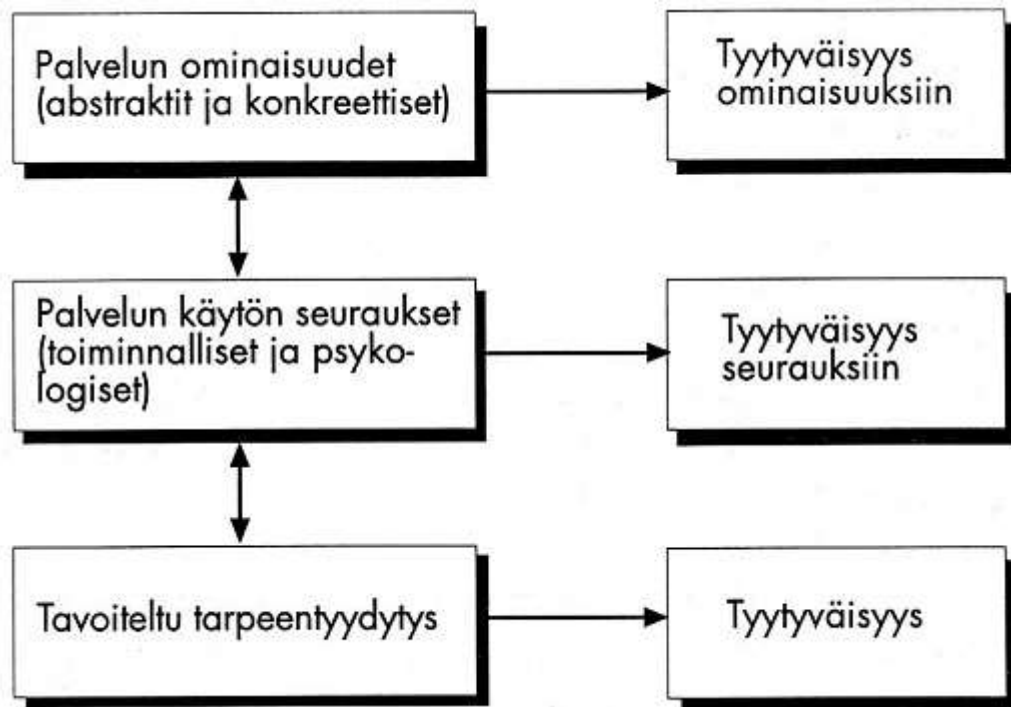 Palvelun ominaisuudet
(abstraktit ja konkreettiset)
Tyytyväisyys
ominaisuuksiin
Palvelun käytön seuraukset
(toiminnalliset ja psyko-
logiset)
Tyytyväisyys
seurauksiin
Tavoiteltu tarpeentyydytys
Tyytyväisyys